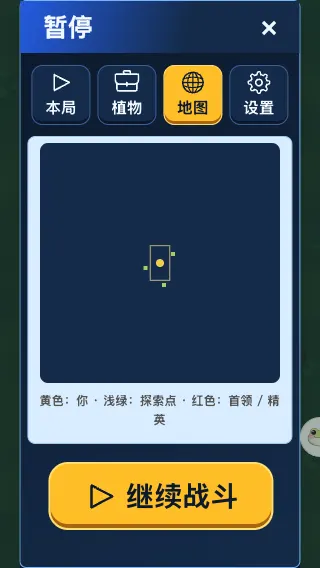 暂停
本局
植物
地图
设置
黄色：你 · 浅绿：探索点 · 红色：首领 / 精
英
继续战斗